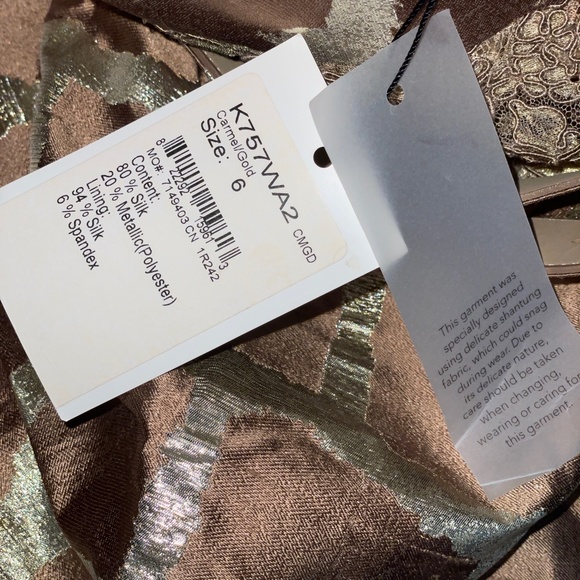 K757WA2 CMGD
Carmel/Gold
Size: 6
MO#: 7149403 CN 1R242
Content:
80 % Silk
20 % Metallic(Polyester)
Lining:
94 % Silk
6 % Spandex
This garment was
specially designed
using delicate shantung
fabric, which could snag
during wear. Due to
its delicate nature,
care should be taken
when changing,
wearing or caring for
this garment.